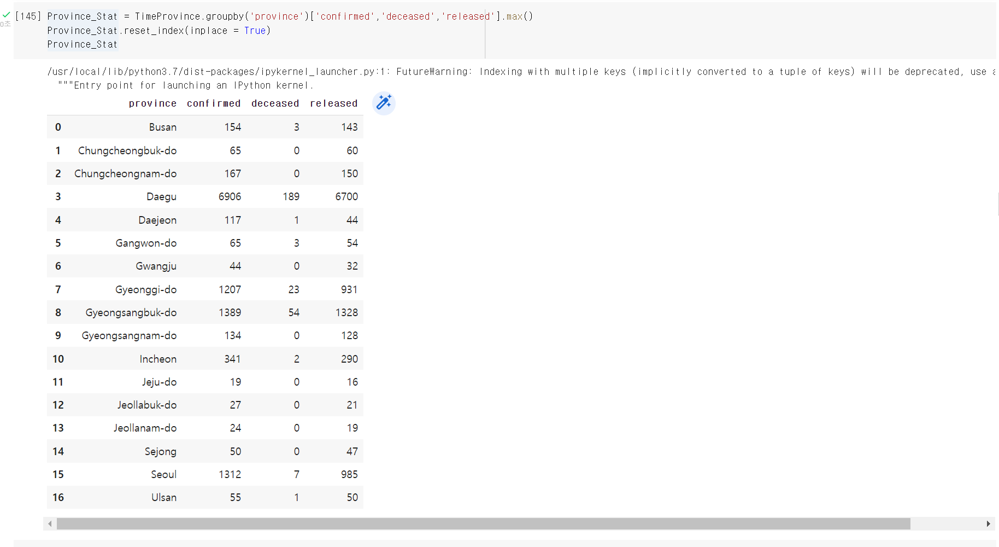 [145] Province_Stat = TimeProvince.groupby('province')['confirmed','deceased','released'].max()
0초 Province_Stat.reset_index(inplace = True)
Province_Stat
/usr/local/lib/python3.7/dist-packages/ipykernel_launcher.py:1: FutureWarning: Indexing with multiple keys (implicitly converted to a tuple of keys) will be deprecated, use a
"""Entry point for launching an IPython kernel.
province confirmed deceased released
0 Busan 154 3 143
1 Chungcheongbuk-do 65 0 60
2 Chungcheongnam-do 167 0 150
3 Daegu 6906 189 6700
4 Daejeon 117 1 44
5 Gangwon-do 65 3 54
6 Gwangju 44 0 32
7 Gyeonggi-do 1207 23 931
8 Gyeongsangbuk-do 1389 54 1328
9 Gyeongsangnam-do 134 0 128
10 Incheon 341 2 290
11 Jeju-do 19 0 16
12 Jeollabuk-do 27 0 21
13 Jeollanam-do 24 0 19
14 Sejong 50 0 47
15 Seoul 1312 7 985
16 Ulsan 55 1 50